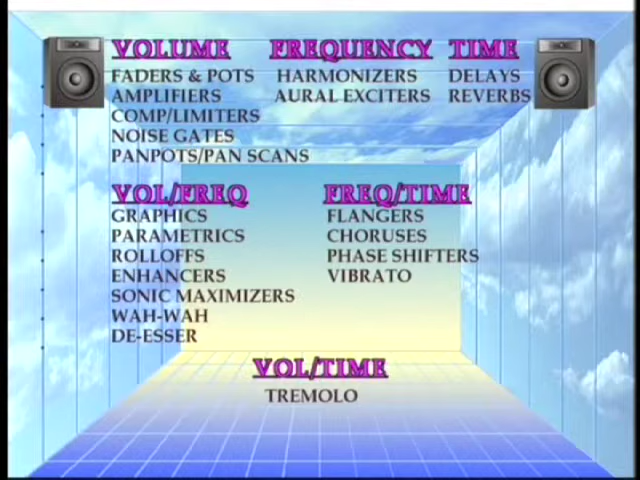 VOLUME
FADERS & POTS
AMPLIFIERS
COMP/LIMITERS
NOISE GATES
PANPOTS/PAN SCANS
FREQUENCY
HARMONIZERS
AURAL EXCITERS
TIME
DELAYS
REVERBS
VOL/FREQ
GRAPHICS
PARAMETRICS
ROLLOFFS
ENHANCERS
SONIC MAXIMIZERS
WAH-WAH
DE-ESSER
FREQ/TIME
FLANGERS
CHORUSES
PHASE SHIFTERS
VIBRATO
VOL/TIME
TREMOLO